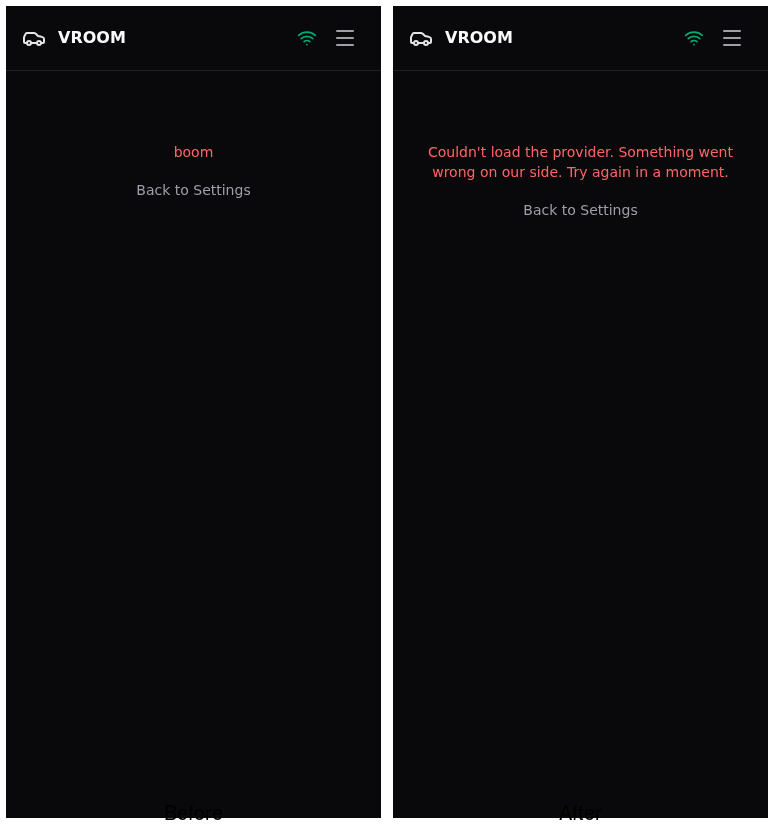 VROOM
boom
Back to Settings
Before
VROOM
Couldn't load the provider. Something went
wrong on our side. Try again in a moment.
Back to Settings
After